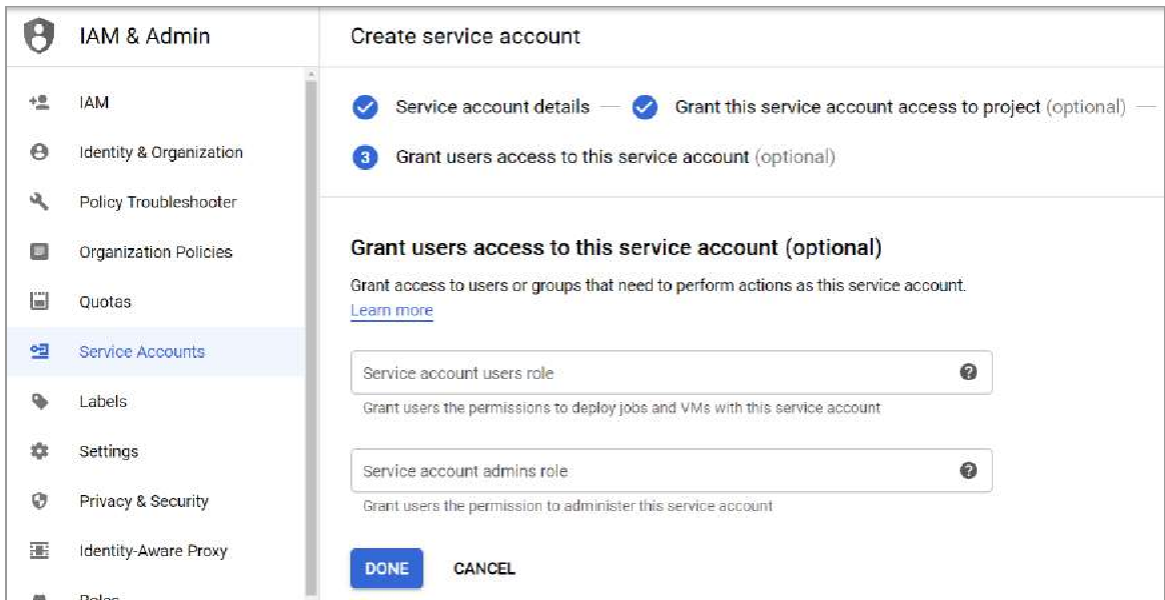 IAM & Admin
Create service account
IAM
Identity & Organization
Policy Troubleshooter
Organization Policies
Quotas
Service Accounts
Labels
Settings
Privacy & Security
Identity-Aware Proxy
Roles
Service account details
Grant this service account access to project (optional)
3 Grant users access to this service account (optional)
Grant users access to this service account (optional)
Grant access to users or groups that need to perform actions as this service account.
Learn more
Service account users role
Grant users the permissions to deploy jobs and VMs with this service account
Service account admins role
Grant users the permission to administer this service account
DONE CANCEL